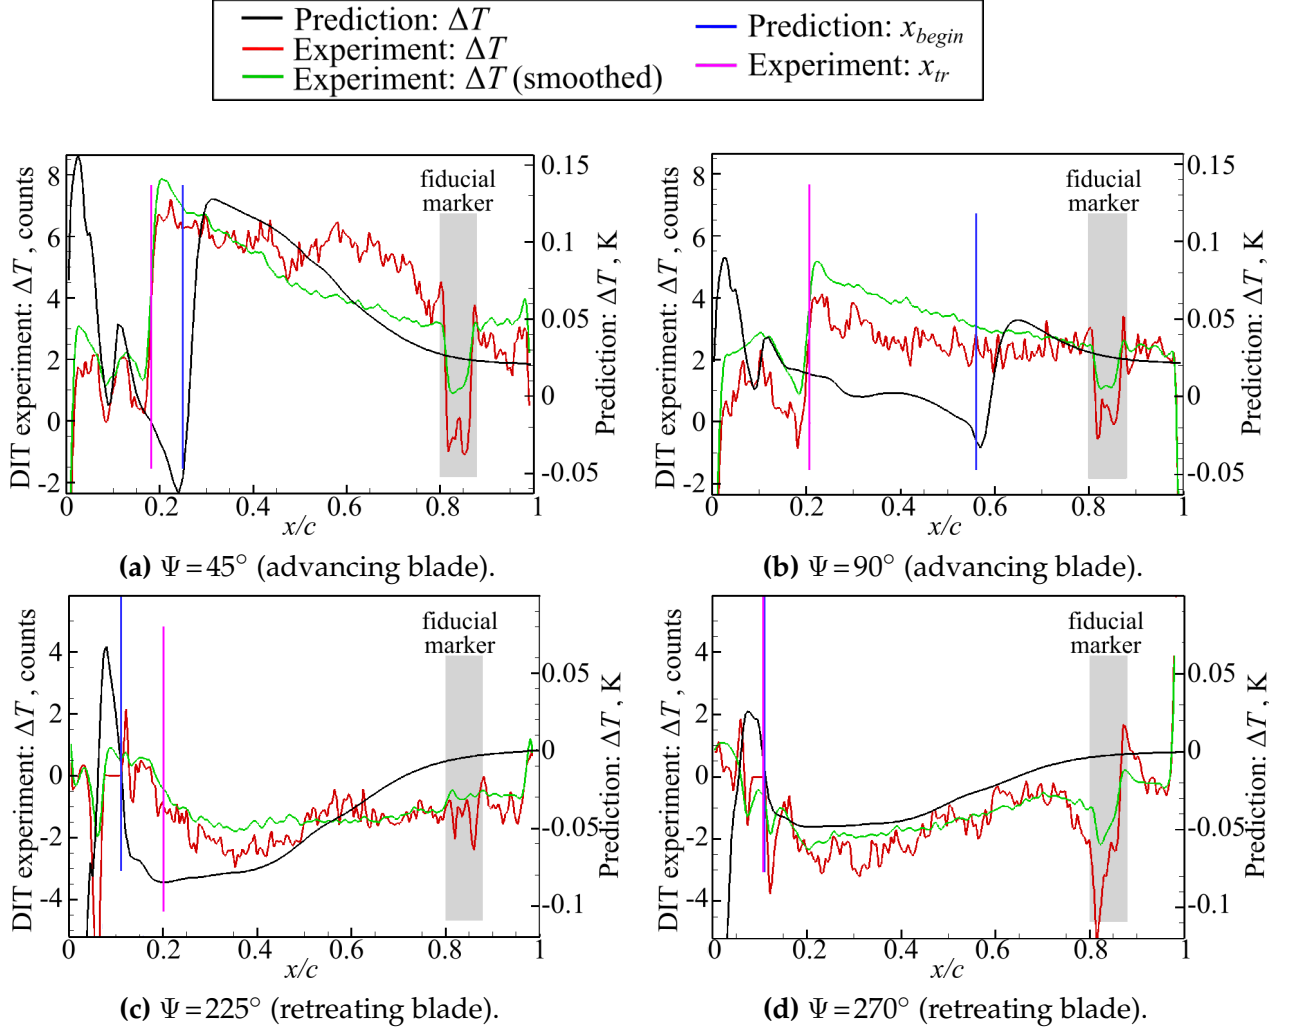 Prediction: ΔT
Experiment: ΔT
Experiment: ΔT (smoothed)
Prediction: x_begin
Experiment: x_tr
DIT experiment: ΔT , counts
8
6
4
2
0
-2
0
0.2
0.4
0.6
0.8
1
x/c
fiducial
marker
0.15
0.1
0.05
0
-0.05
Prediction: ΔT , K
(a) Ψ = 45° (advancing blade).
DIT experiment: ΔT , counts
8
6
4
2
0
-2
0
0.2
0.4
0.6
0.8
1
x/c
fiducial
marker
0.15
0.1
0.05
0
-0.05
Prediction: ΔT , K
(b) Ψ = 90° (advancing blade).
DIT experiment: ΔT , counts
4
2
0
-2
-4
0
0.2
0.4
0.6
0.8
1
x/c
fiducial
marker
0.05
0
-0.05
-0.1
Prediction: ΔT , K
(c) Ψ = 225° (retreating blade).
DIT experiment: ΔT , counts
4
2
0
-2
-4
0
0.2
0.4
0.6
0.8
1
x/c
fiducial
marker
0.05
0
-0.05
-0.1
Prediction: ΔT , K
(d) Ψ = 270° (retreating blade).